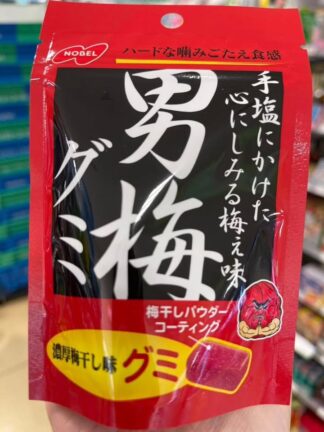 NOBEL
ハードな噛みごたえ食感
手塩にかけた
心にしみる梅ぇ味
男梅
グミ
梅干しパウダー
コーティング
濃厚梅干し味 グミ